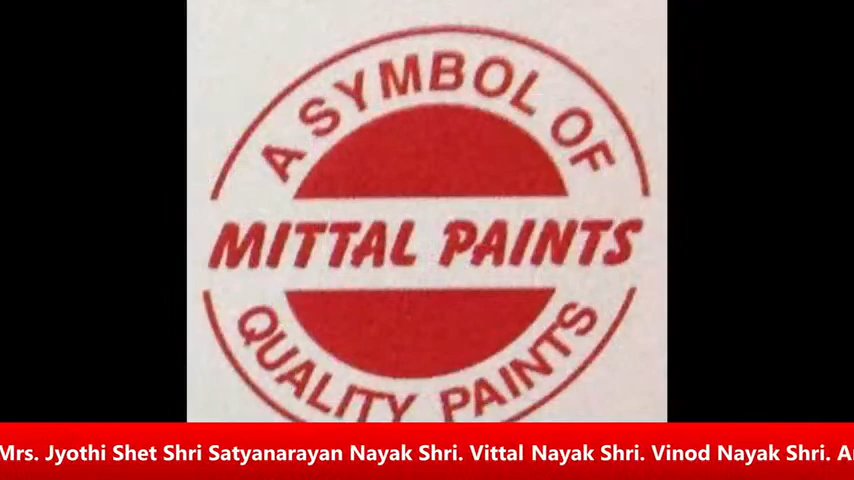 A SYMBOL OF
MITTAL PAINTS
QUALITY PAINTS
Mrs. Jyothi Shet Shri Satyanarayan Nayak Shri. Vittal Nayak Shri. Vinod Nayak Shri.